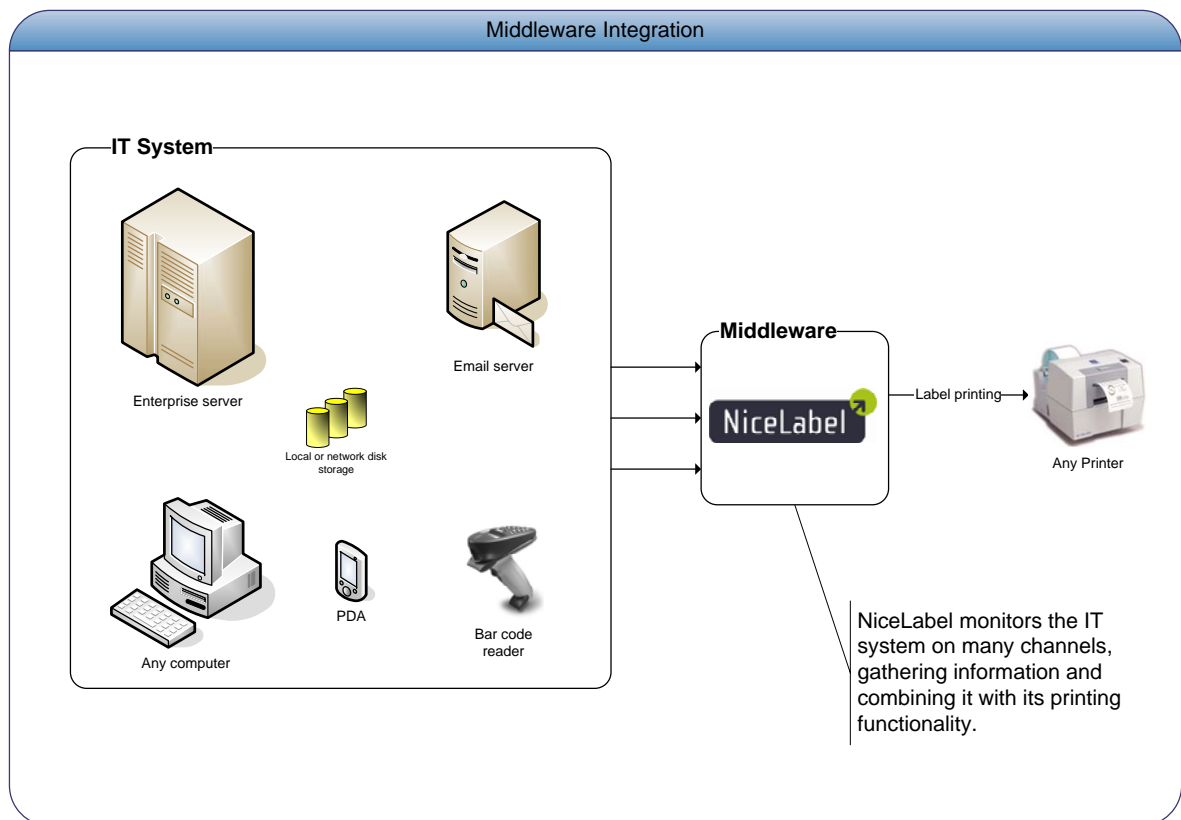 Middleware Integration
IT System
Enterprise server
Email server
Local or network disk
storage
Any computer
PDA
Bar code
reader
Middleware
NiceLabel
Label printing
Any Printer
NiceLabel monitors the IT
system on many channels,
gathering information and
combining it with its printing
functionality.